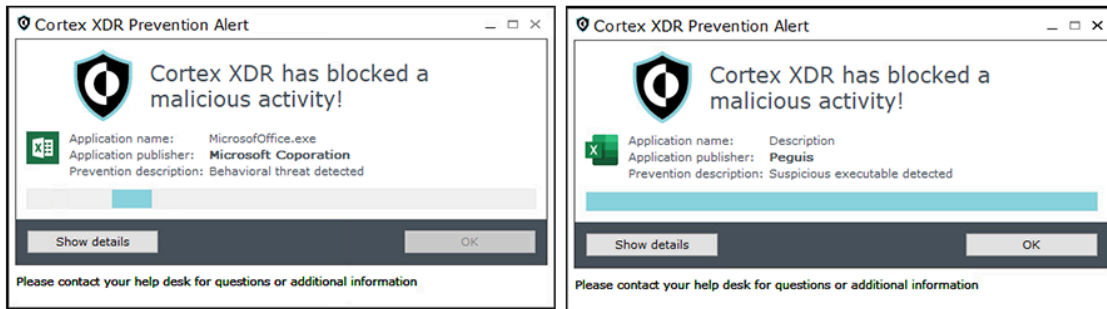 Cortex XDR Prevention Alert
Cortex XDR has blocked a
malicious activity!
Application name: MicrosofOffice.exe
Application publisher: Microsoft Coporation
Prevention description: Behavioral threat detected
Show details
OK
Please contact your help desk for questions or additional information
Cortex XDR Prevention Alert
Cortex XDR has blocked a
malicious activity!
Application name: Description
Application publisher: Peguis
Prevention description: Suspicious executable detected
Show details
OK
Please contact your help desk for questions or additional information